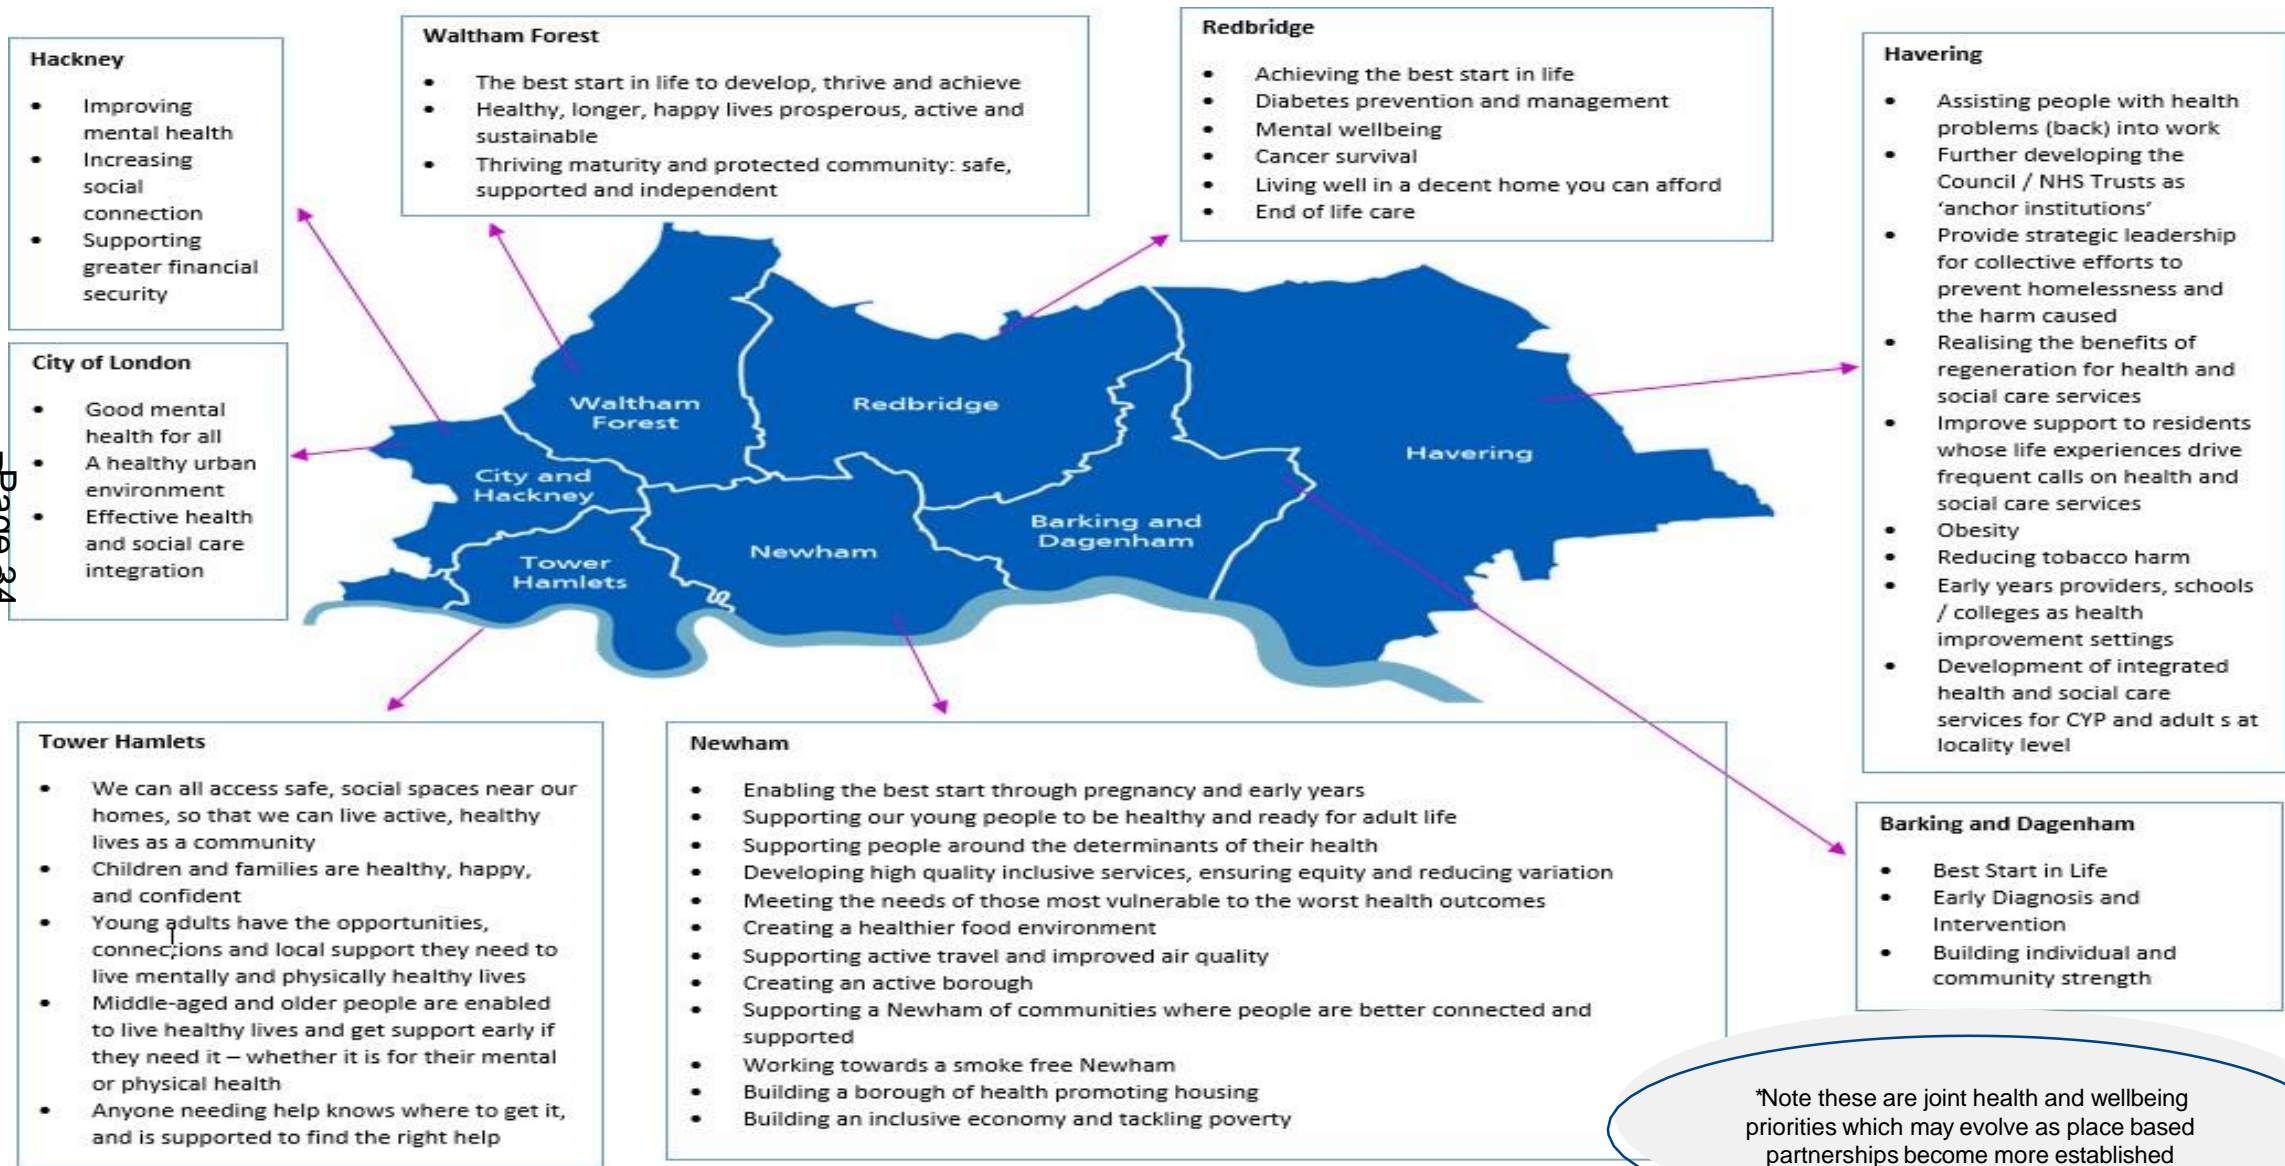 Hackney
• Improving
mental health
• Increasing
social
connection
• Supporting
greater financial
security
City of London
• Good mental
health for all
• A healthy urban
environment
• Effective health
and social care
integration
Page 34
Waltham Forest
• The best start in life to develop, thrive and achieve
• Healthy, longer, happy lives prosperous, active and
sustainable
• Thriving maturity and protected community: safe,
supported and independent
Redbridge
• Achieving the best start in life
• Diabetes prevention and management
• Mental wellbeing
• Cancer survival
• Living well in a decent home you can afford
• End of life care
Havering
• Assisting people with health
problems (back) into work
• Further developing the
Council / NHS Trusts as
‘anchor institutions’
• Provide strategic leadership
for collective efforts to
prevent homelessness and
the harm caused
• Realising the benefits of
regeneration for health and
social care services
• Improve support to residents
whose life experiences drive
frequent calls on health and
social care services
• Obesity
• Reducing tobacco harm
• Early years providers, schools
/ colleges as health
improvement settings
• Development of integrated
health and social care
services for CYP and adult s at
locality level
Waltham
Forest
Redbridge
Havering
City and
Hackney
Tower
Hamlets
Newham
Barking and
Dagenham
Tower Hamlets
• We can all access safe, social spaces near our
homes, so that we can live active, healthy
lives as a community
• Children and families are healthy, happy,
and confident
• Young adults have the opportunities,
connections and local support they need to
live mentally and physically healthy lives
• Middle-aged and older people are enabled
to live healthy lives and get support early if
they need it – whether it is for their mental
or physical health
• Anyone needing help knows where to get it,
and is supported to find the right help
Newham
• Enabling the best start through pregnancy and early years
• Supporting our young people to be healthy and ready for adult life
• Supporting people around the determinants of their health
• Developing high quality inclusive services, ensuring equity and reducing variation
• Meeting the needs of those most vulnerable to the worst health outcomes
• Creating a healthier food environment
• Supporting active travel and improved air quality
• Creating an active borough
• Supporting a Newham of communities where people are better connected and
supported
• Working towards a smoke free Newham
• Building a borough of health promoting housing
• Building an inclusive economy and tackling poverty
Barking and Dagenham
• Best Start in Life
• Early Diagnosis and
Intervention
• Building individual and
community strength
*Note these are joint health and wellbeing
priorities which may evolve as place based
partnerships become more established